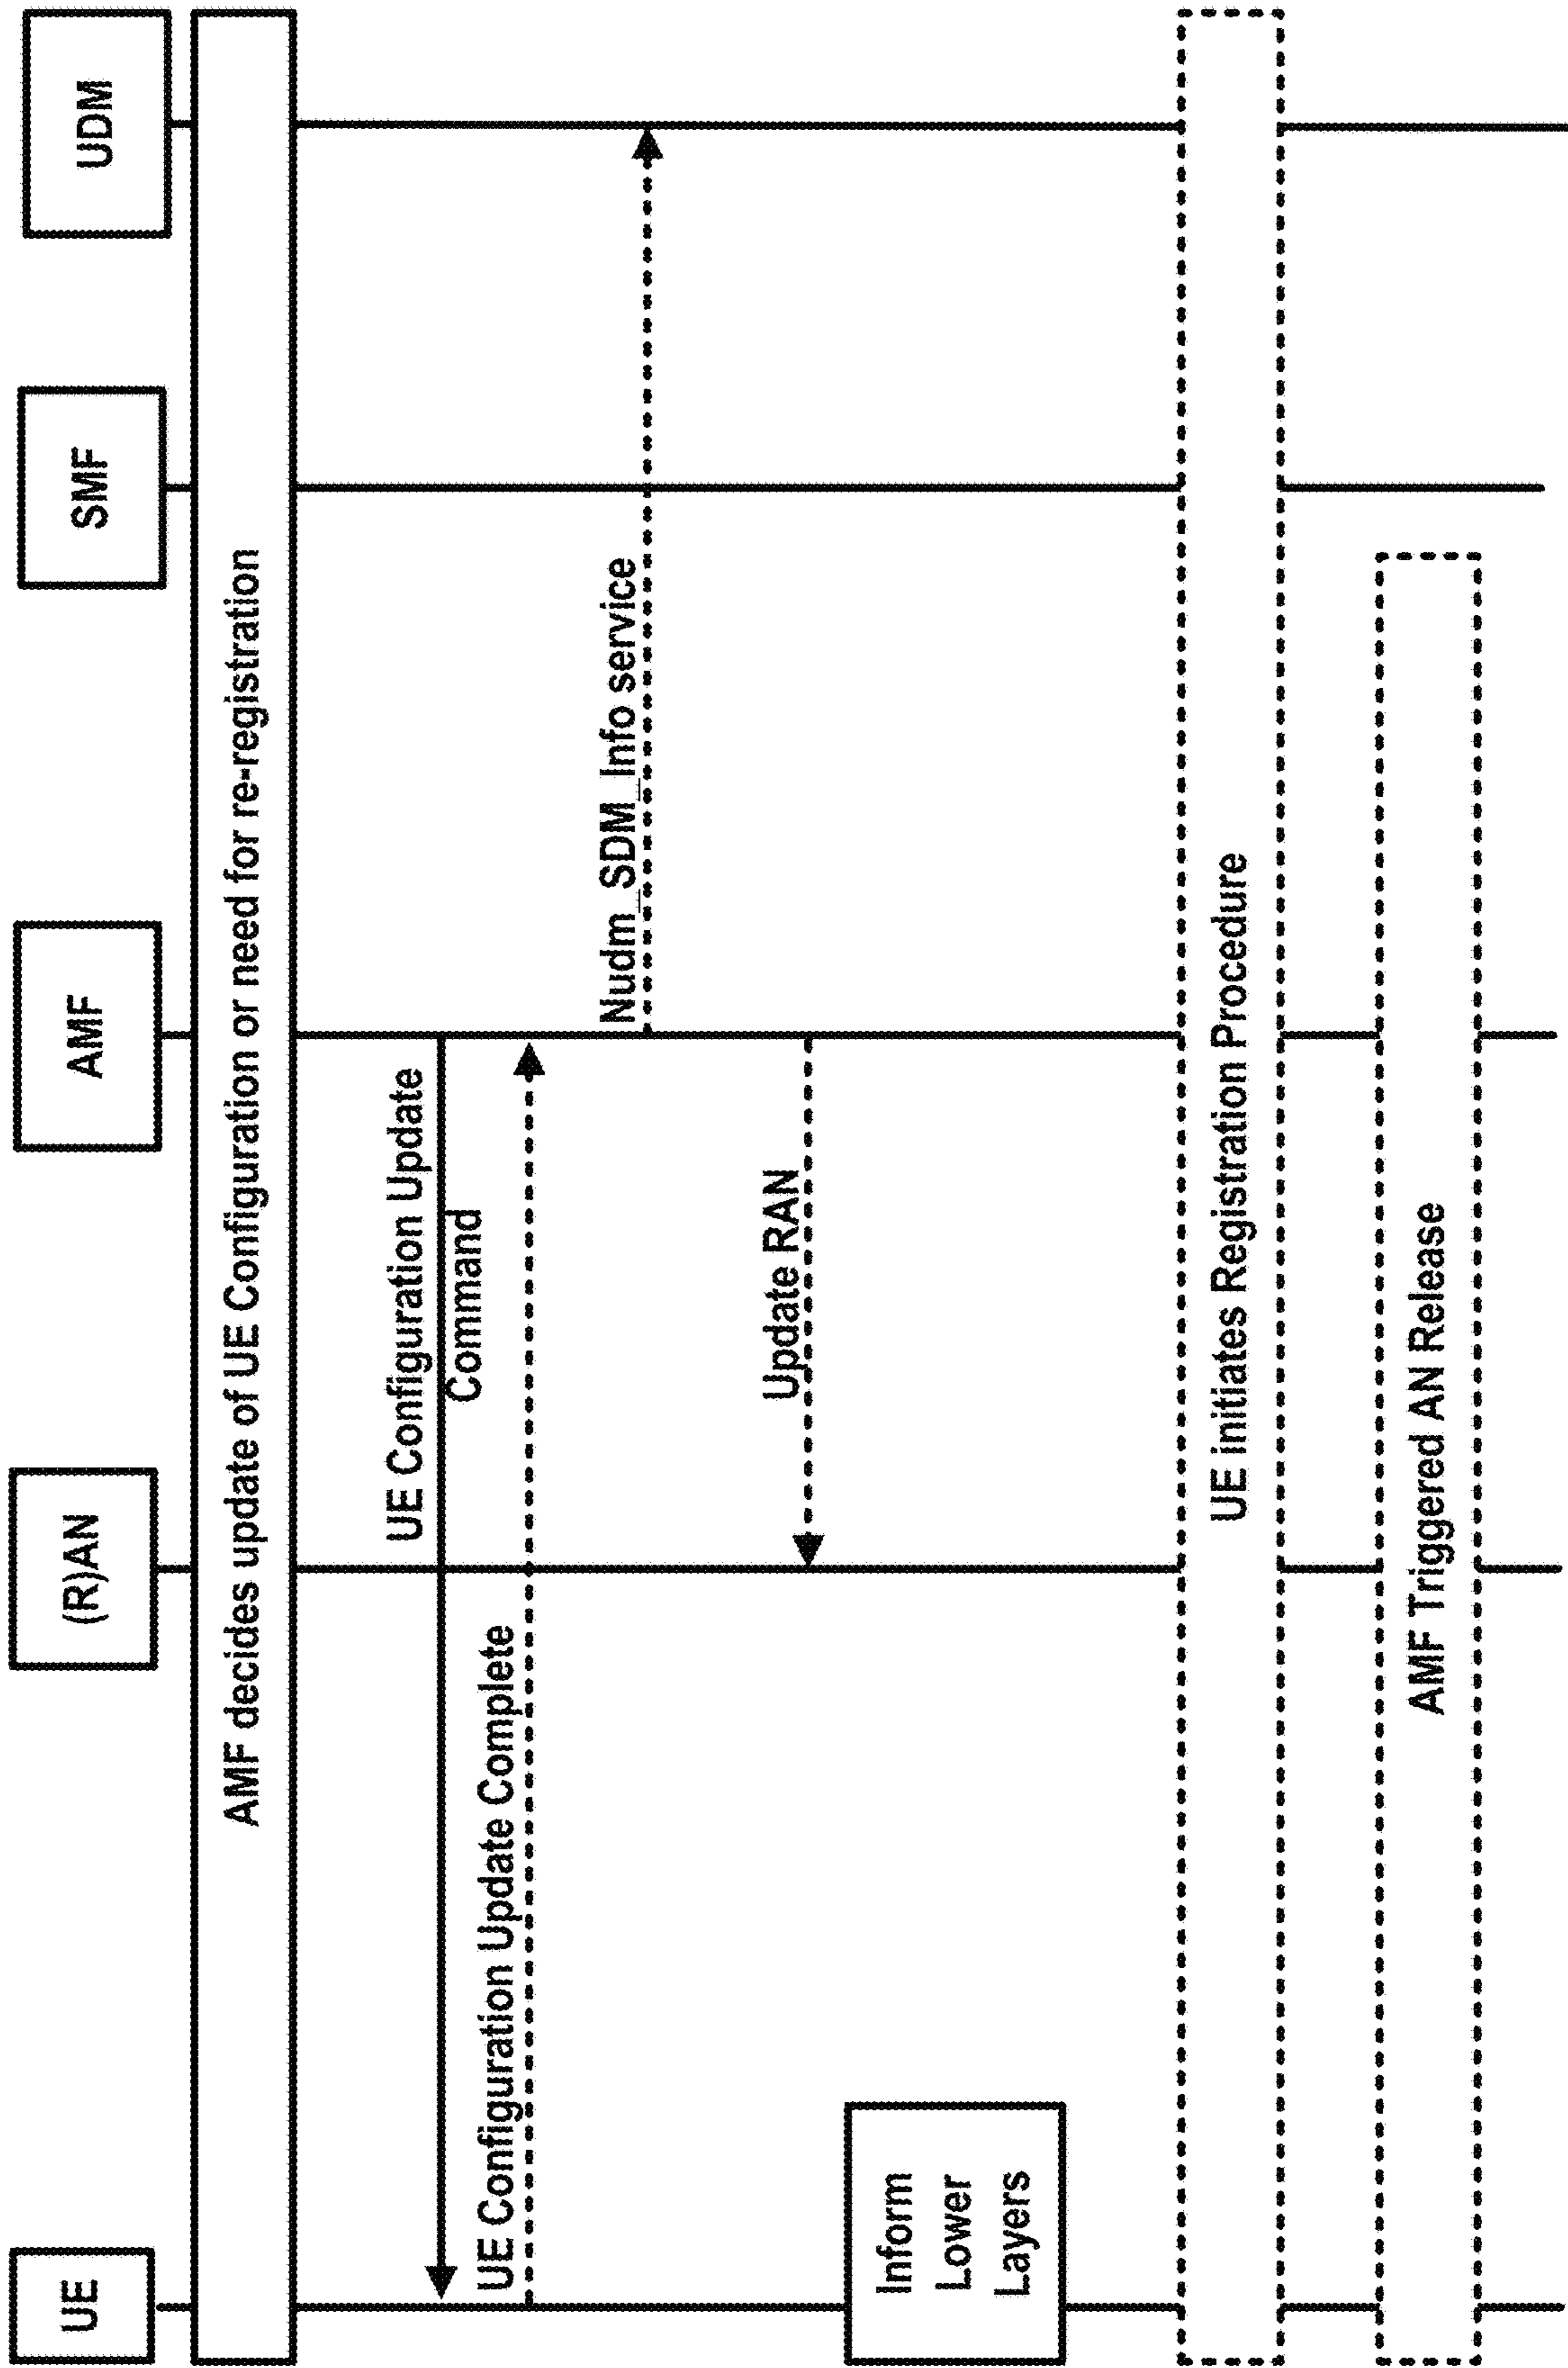 UE
(R)AN
AMF
SMF
UDM
AMF decides update of UE Configuration or need for re-registration
UE Configuration Update
Command
UE Configuration Update Complete
Nudm_SDM_Info service
Update RAN
Inform
Lower
Layers
UE initiates Registration Procedure
AMF Triggered AN Release